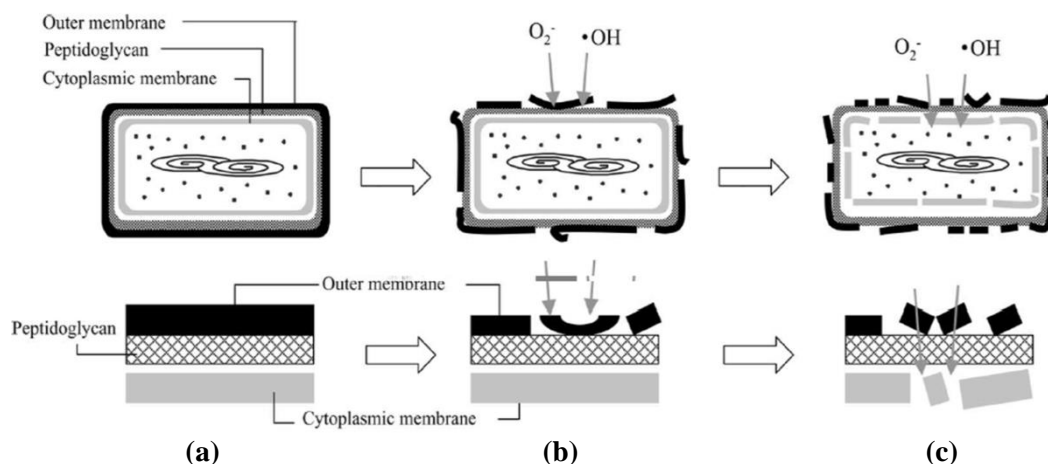 Outer membrane
Peptidoglycan
Cytoplasmic membrane
O₂⁻ •OH
O₂⁻ •OH
Outer membrane
Peptidoglycan
Cytoplasmic membrane
(a) (b) (c)